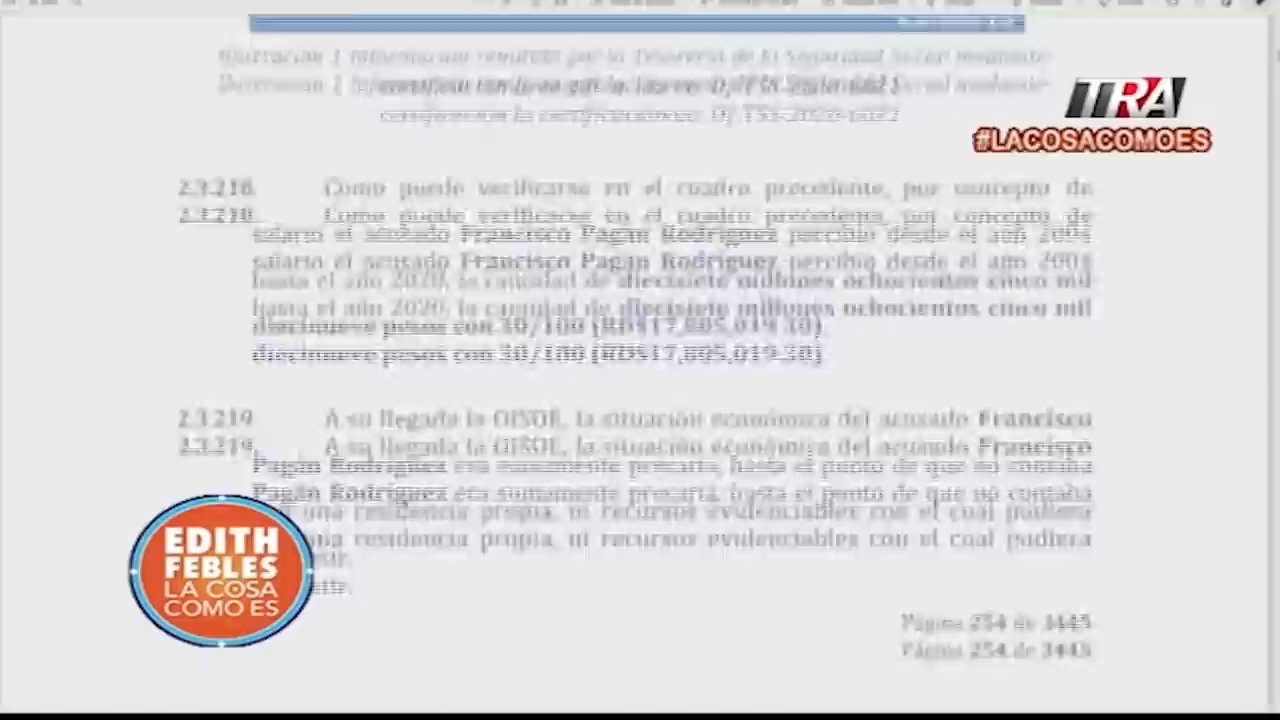 TRA
#LACOSACOMOES
2.3.218. Como puede verificarse en el cuadro precedente, por concepto de
salario el acusado Francisco Pagán Rodríguez percibió desde el año 2004
hasta el año 2020, la cantidad de diecisiete millones ochocientos cinco mil
diecinueve pesos con 30/100 (RD$17,805,019.30)
2.3.219. A su llegada la OISOE, la situación económica del acusado Francisco
Pagán Rodríguez era sumamente precaria, hasta el punto de que no contaba
una residencia propia, ni recursos evidenciables con el cual pudiera
Página 254 de 3445
EDITH
FEBLES
LA COSA
COMO ES